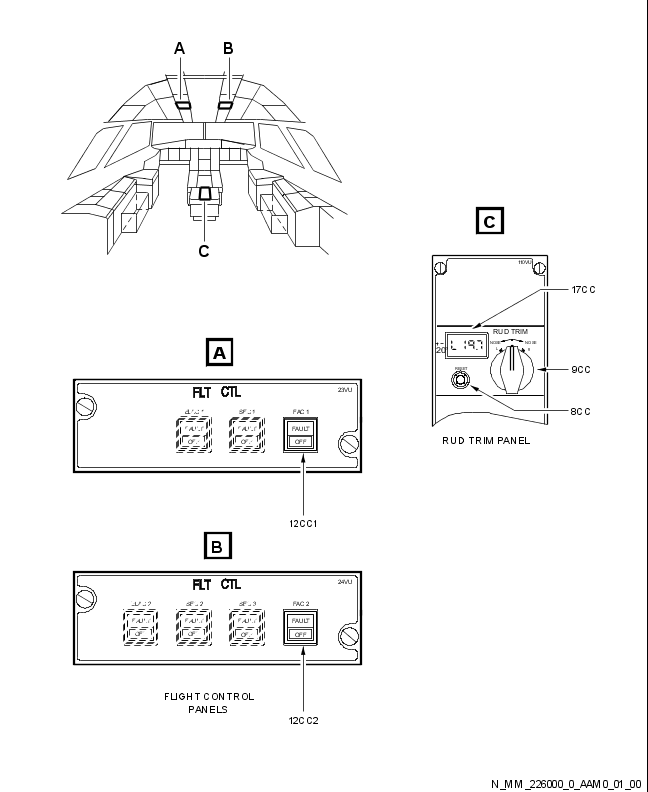 A B
C
C
110VU
17CC
RUD TRIM
NOSE NOSE
L R
20°
L19.7
RESET
9CC
8CC
RUD TRIM PANEL
A
FLT CTL 23VU
ELAC 1 SEC 1 FAC 1
FAULT FAULT FAULT
OFF OFF OFF
12CC1
B
FLT CTL 24VU
ELAC 2 SEC 2 SEC 3 FAC 2
FAULT FAULT FAULT FAULT
OFF OFF OFF OFF
FLIGHT CONTROL
PANELS
12CC2
N_MM_226000_0_AAM0_01_00